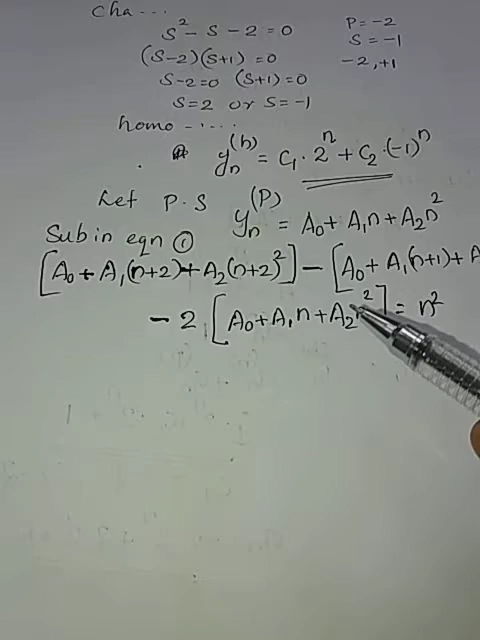 Cha....
S² - S - 2 = 0
P = -2
(S-2)(S+1) = 0
S = -1
S-2=0 (S+1)=0
-2, +1
S=2 or S=-1
homo -....
yₙ⁽ʰ⁾ = C₁·2ⁿ + C₂·(-1)ⁿ
Let P.S yₙ⁽ᴾ⁾ = A₀ + A₁n + A₂n²
Sub in eqn ①
[A₀ + A₁(n+2) + A₂(n+2)²] - [A₀ + A₁(n+1) + A
- 2 [A₀ + A₁n + A₂n²] = n²